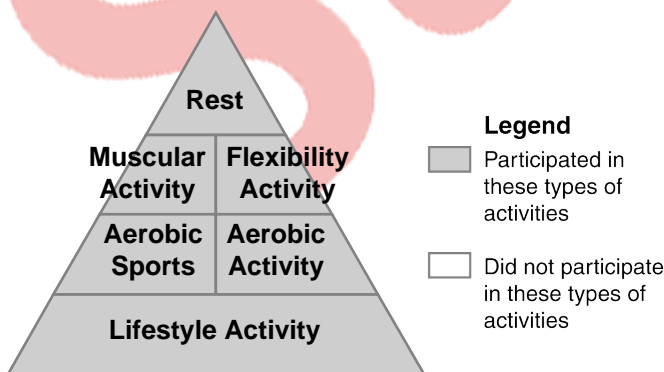 Rest
Muscular
Activity
Flexibility
Activity
Aerobic
Sports
Aerobic
Activity
Lifestyle Activity
Legend
Participated in
these types of
activities
Did not participate
in these types of
activities